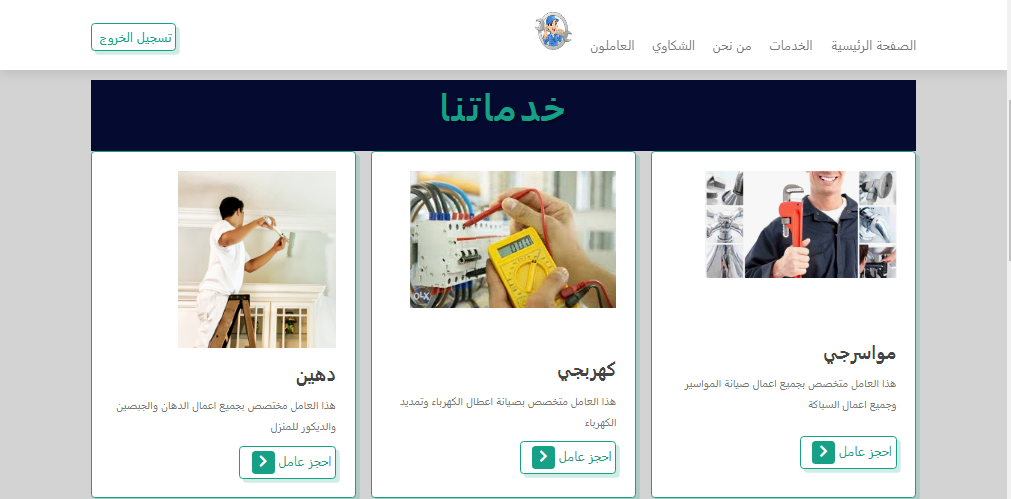 الصفحة الرئيسية
الخدمات
من نحن
الشكاوي
العاملون
تسجيل الخروج
خدماتنا
مواسرجي
هذا العامل متخصص بجميع اعمال صيانة المواسير
وجميع اعمال السباكة
احجز عامل
كهربجي
هذا العامل متخصص بصيانة اعطال الكهرباء وتمديد
الكهرباء
احجز عامل
دهين
هذا العامل مختصص بجميع اعمال الدهان والجبصين
والديكور للمنزل
احجز عامل
OLX